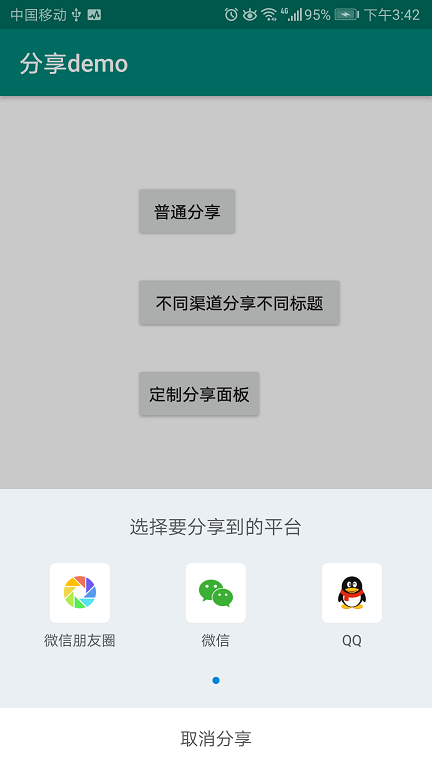 中国移动 4G 95% 下午3:42
分享demo
普通分享
不同渠道分享不同标题
定制分享面板
选择要分享到的平台
微信朋友圈 微信 QQ
取消分享